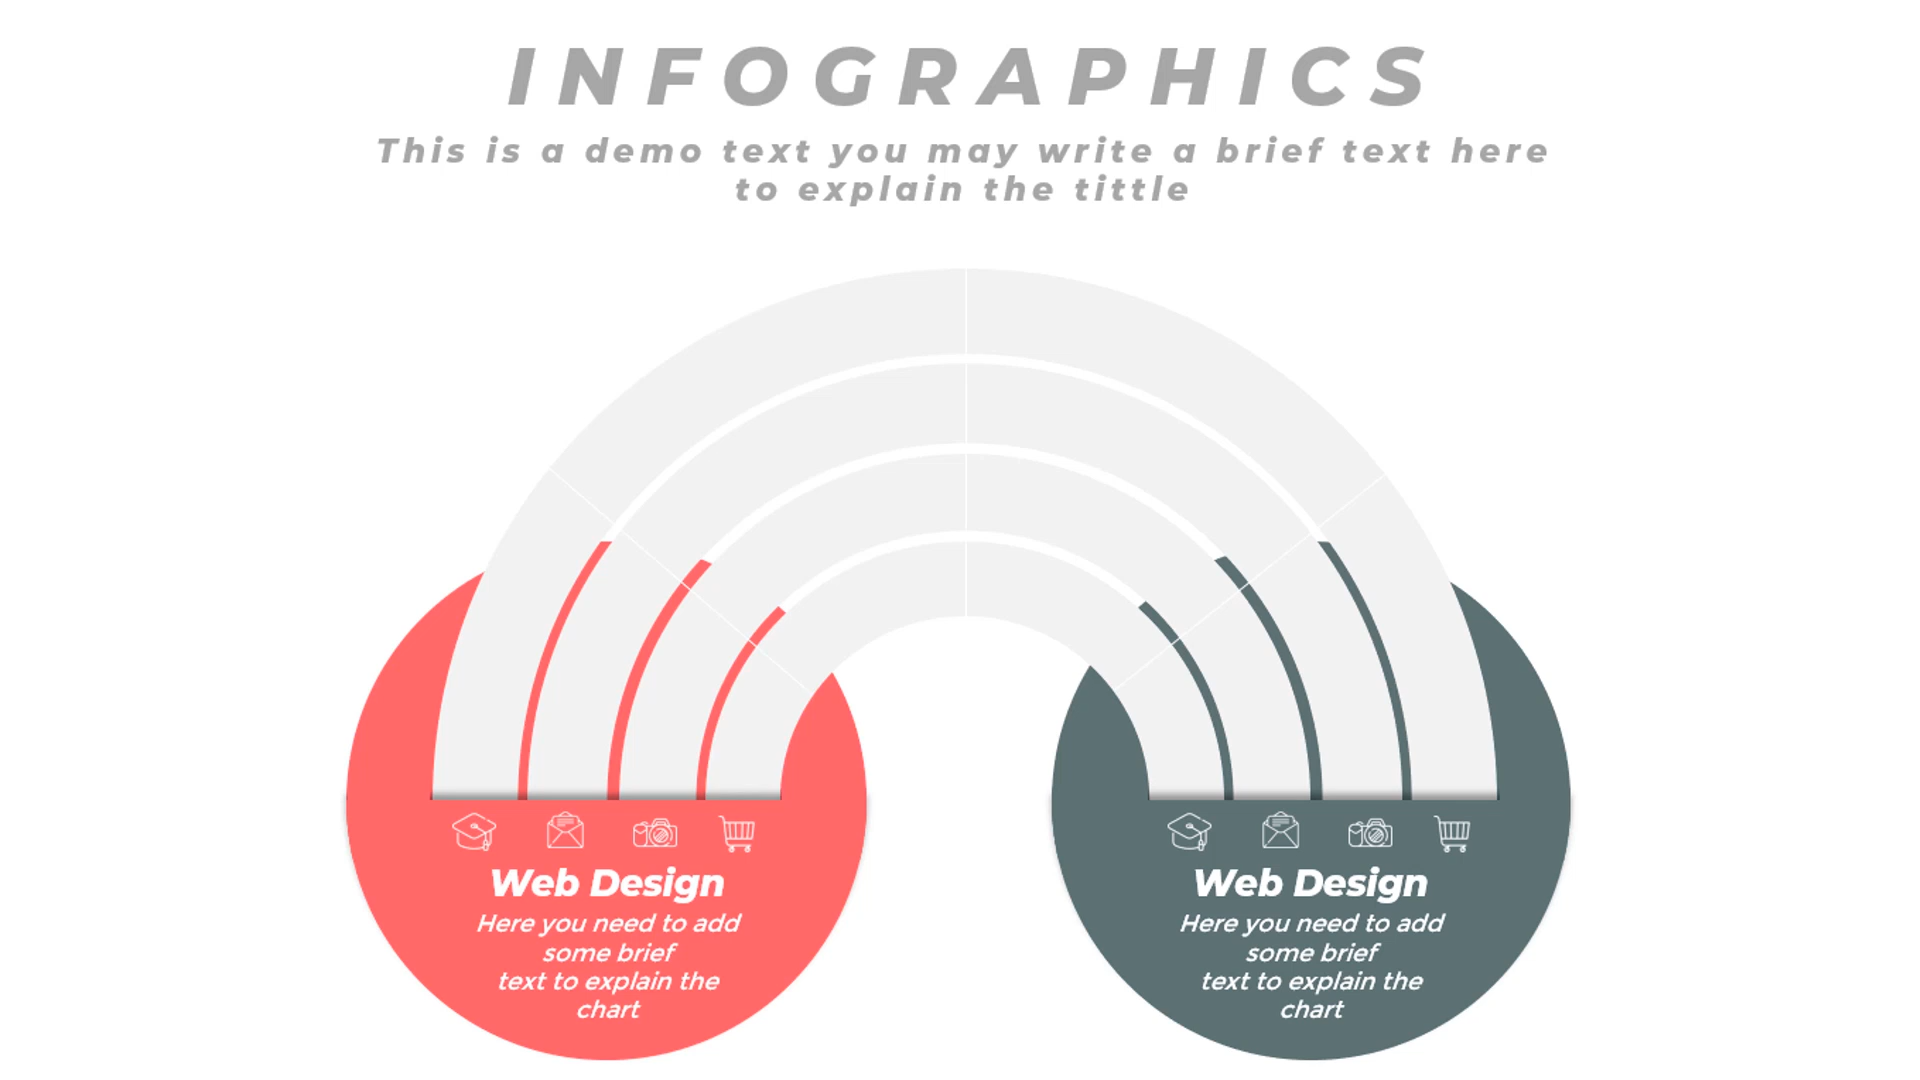 INFOGRAPHICS
This is a demo text you may write a brief text here
to explain the tittle
Web Design
Here you need to add
some brief
text to explain the
chart
Web Design
Here you need to add
some brief
text to explain the
chart